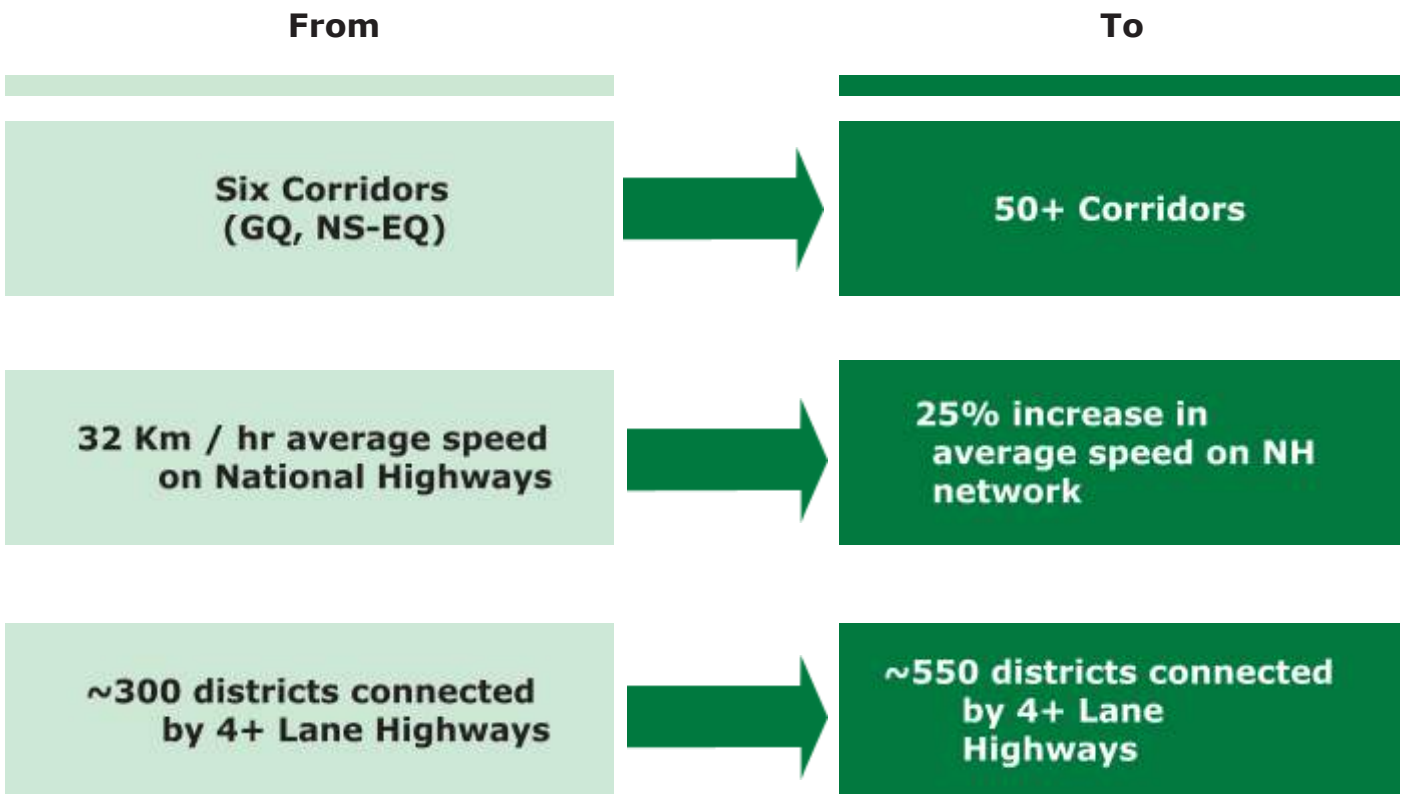 From
To
Six Corridors
(GQ, NS-EQ)
50+ Corridors
32 Km / hr average speed
on National Highways
25% increase in
average speed on NH
network
~300 districts connected
by 4+ Lane Highways
~550 districts connected
by 4+ Lane
Highways